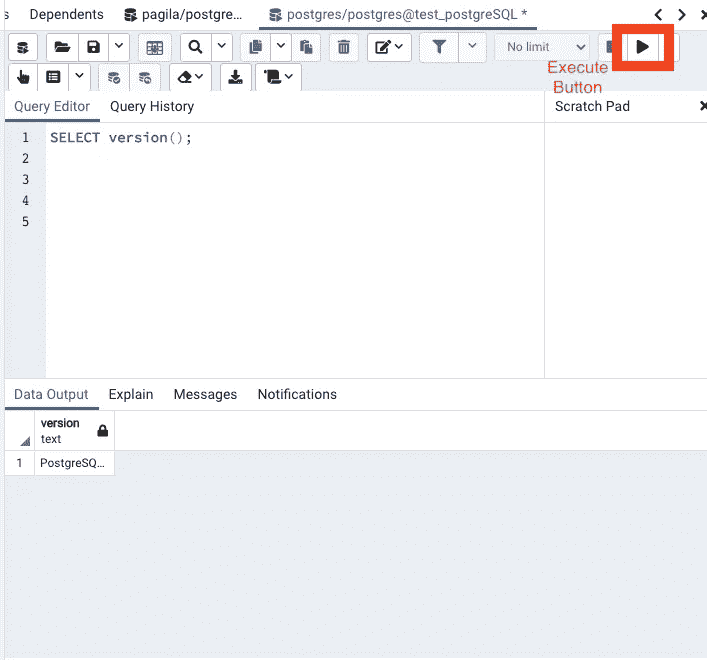 s Dependents pagila/postgre... postgres/postgres@test_postgreSQL *
No limit
Execute
Button
Query Editor Query History Scratch Pad
1 SELECT version();
2
3
4
5
Data Output Explain Messages Notifications
version
text
1 PostgreSQ...